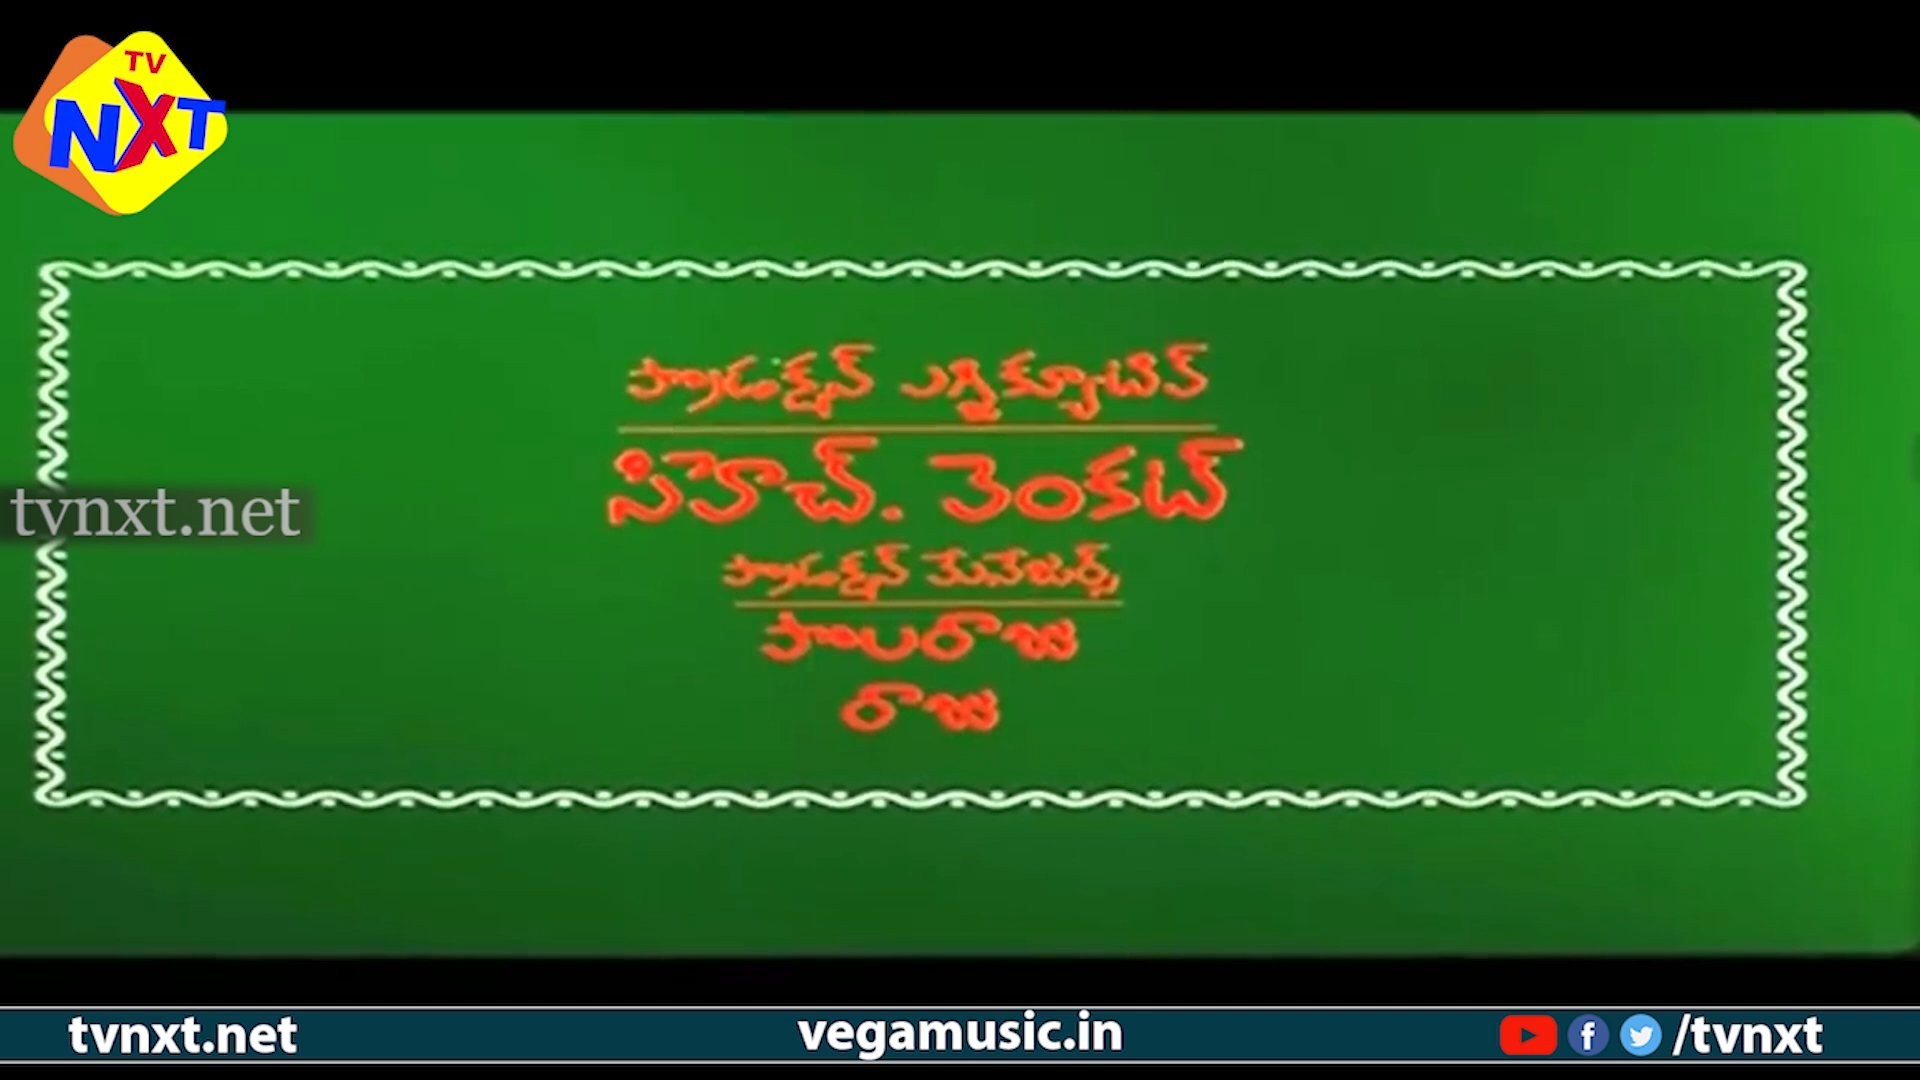 TV
NXT
ప్రొడక్షన్ ఎగ్జిక్యూటివ్
సిహెచ్. వెంకట్
tvnxt.net
ప్రొడక్షన్ మేనేజర్స్
పోలరాజు
రాజు
tvnxt.net
vegamusic.in
/tvnxt